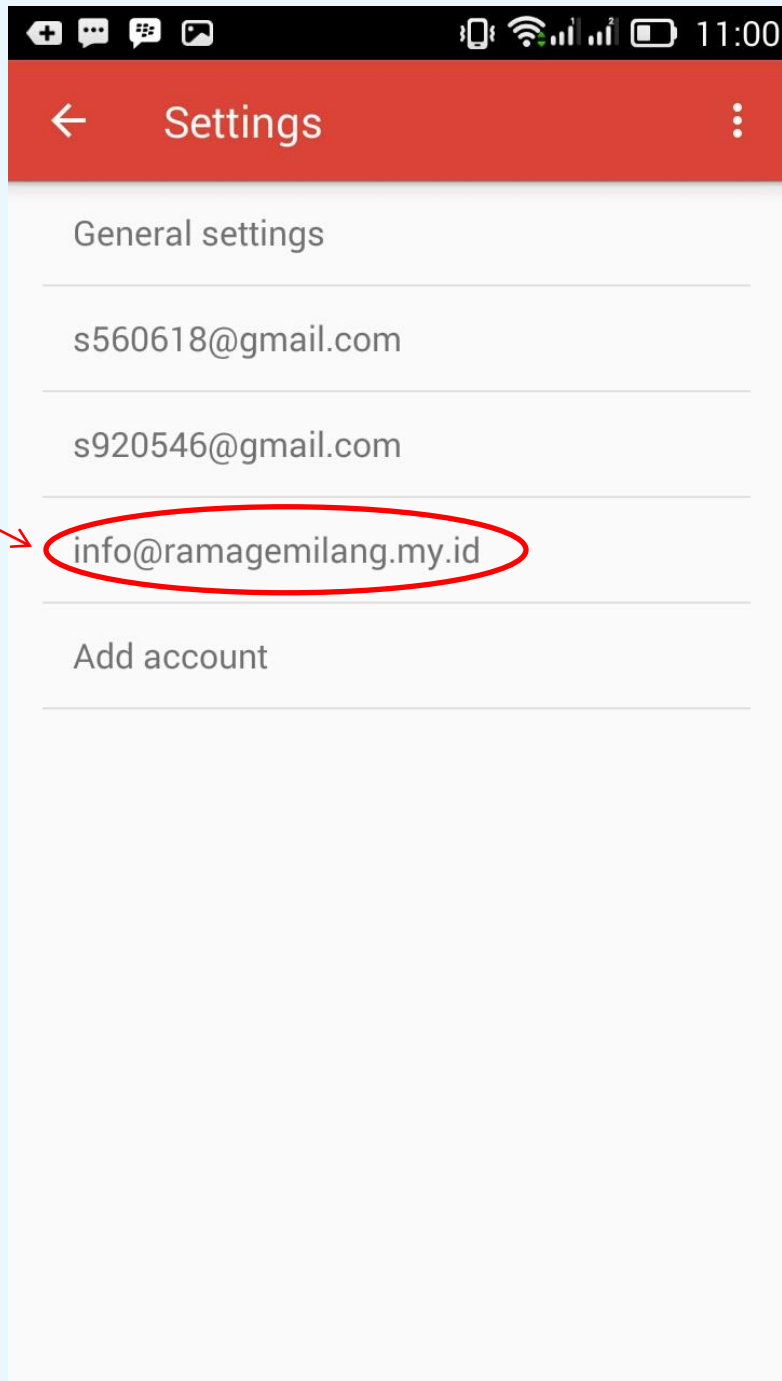 11:00
Settings
General settings
s560618@gmail.com
s920546@gmail.com
info@ramagemilang.my.id
Add account